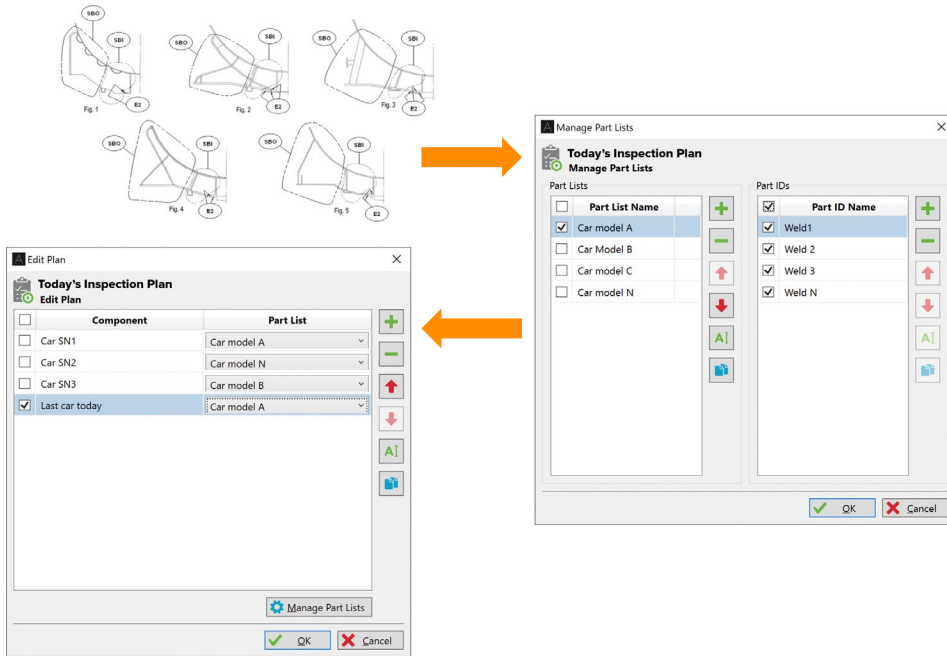 SBO
SBI
E2
Fig. 1
SBO
SBI
E2
Fig. 2
SBO
SBI
E2
Fig. 3
SBO
SBI
E2
Fig. 4
SBO
SBI
E2
Fig. 5
A Manage Part Lists
Today's Inspection Plan
Manage Part Lists
Part Lists
Part List Name
Car model A
Car Model B
Car model C
Car model N
A
Part IDs
Part ID Name
Weld1
Weld 2
Weld 3
Weld N
A
OK
Cancel
A Edit Plan
Today's Inspection Plan
Edit Plan
Component Part List
Car SN1 Car model A
Car SN2 Car model N
Car SN3 Car model B
Last car today Car model A
A
Manage Part Lists
OK
Cancel